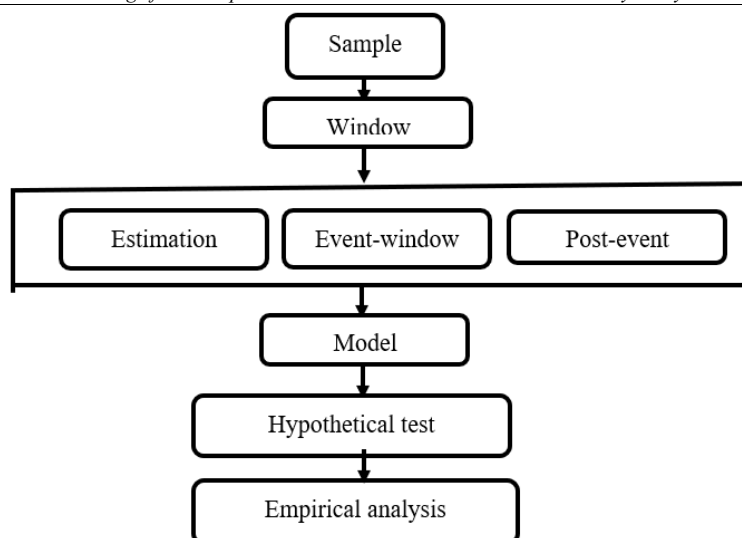 Sample
Window
Estimation
Event-window
Post-event
Model
Hypothetical test
Empirical analysis